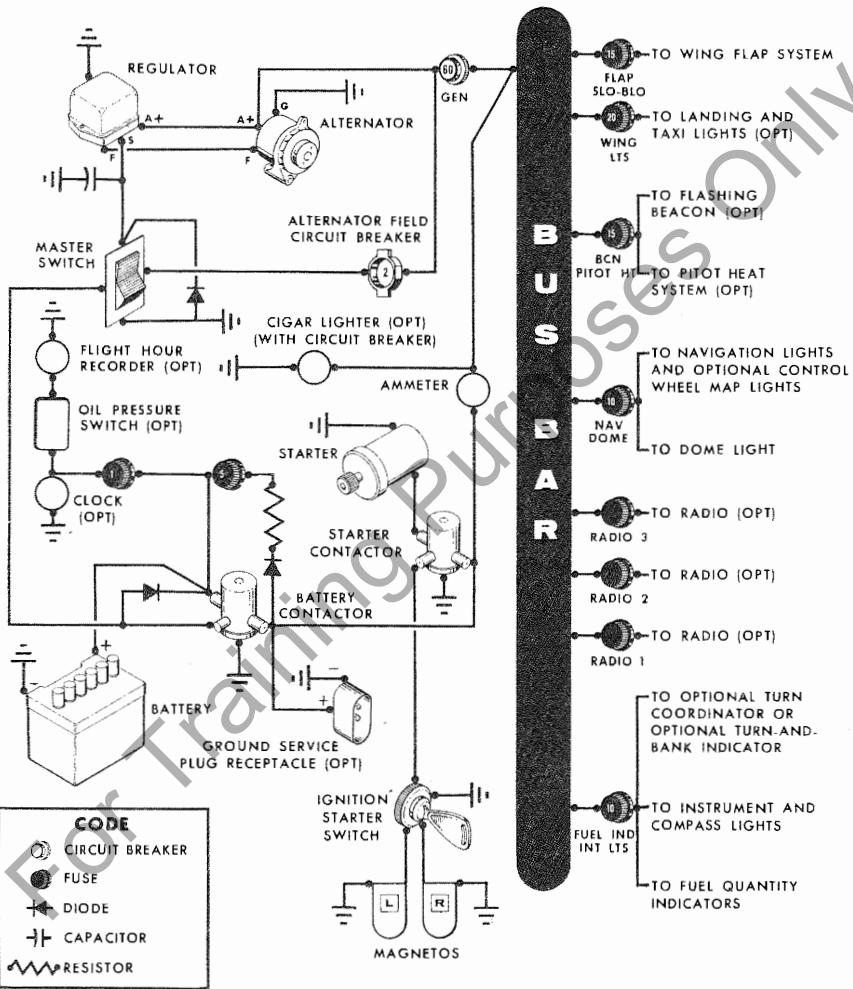 REGULATOR
A+
S
F
A+
G
F
ALTERNATOR
60
GEN
MASTER
SWITCH
ALTERNATOR FIELD
CIRCUIT BREAKER
2
CIGAR LIGHTER (OPT)
(WITH CIRCUIT BREAKER)
FLIGHT HOUR
RECORDER (OPT)
AMMETER
OIL PRESSURE
SWITCH (OPT)
STARTER
CLOCK
(OPT)
STARTER
CONTACTOR
BATTERY
CONTACTOR
+
-
BATTERY
-
+
GROUND SERVICE
PLUG RECEPTACLE (OPT)
IGNITION
STARTER
SWITCH
L
R
MAGNETOS
BUS BAR
15
FLAP
SLO-BLO
TO WING FLAP SYSTEM
20
WING
LTS
TO LANDING AND
TAXI LIGHTS (OPT)
15
BCN
PITOT HT
TO FLASHING
BEACON (OPT)
TO PITOT HEAT
SYSTEM (OPT)
10
NAV
DOME
TO NAVIGATION LIGHTS
AND OPTIONAL CONTROL
WHEEL MAP LIGHTS
TO DOME LIGHT
RADIO 3
TO RADIO (OPT)
RADIO 2
TO RADIO (OPT)
RADIO 1
TO RADIO (OPT)
10
FUEL IND
INT LTS
TO OPTIONAL TURN
COORDINATOR OR
OPTIONAL TURN-AND-
BANK INDICATOR
TO INSTRUMENT AND
COMPASS LIGHTS
TO FUEL QUANTITY
INDICATORS
CODE
CIRCUIT BREAKER
FUSE
DIODE
CAPACITOR
RESISTOR
For Training Purposes Only